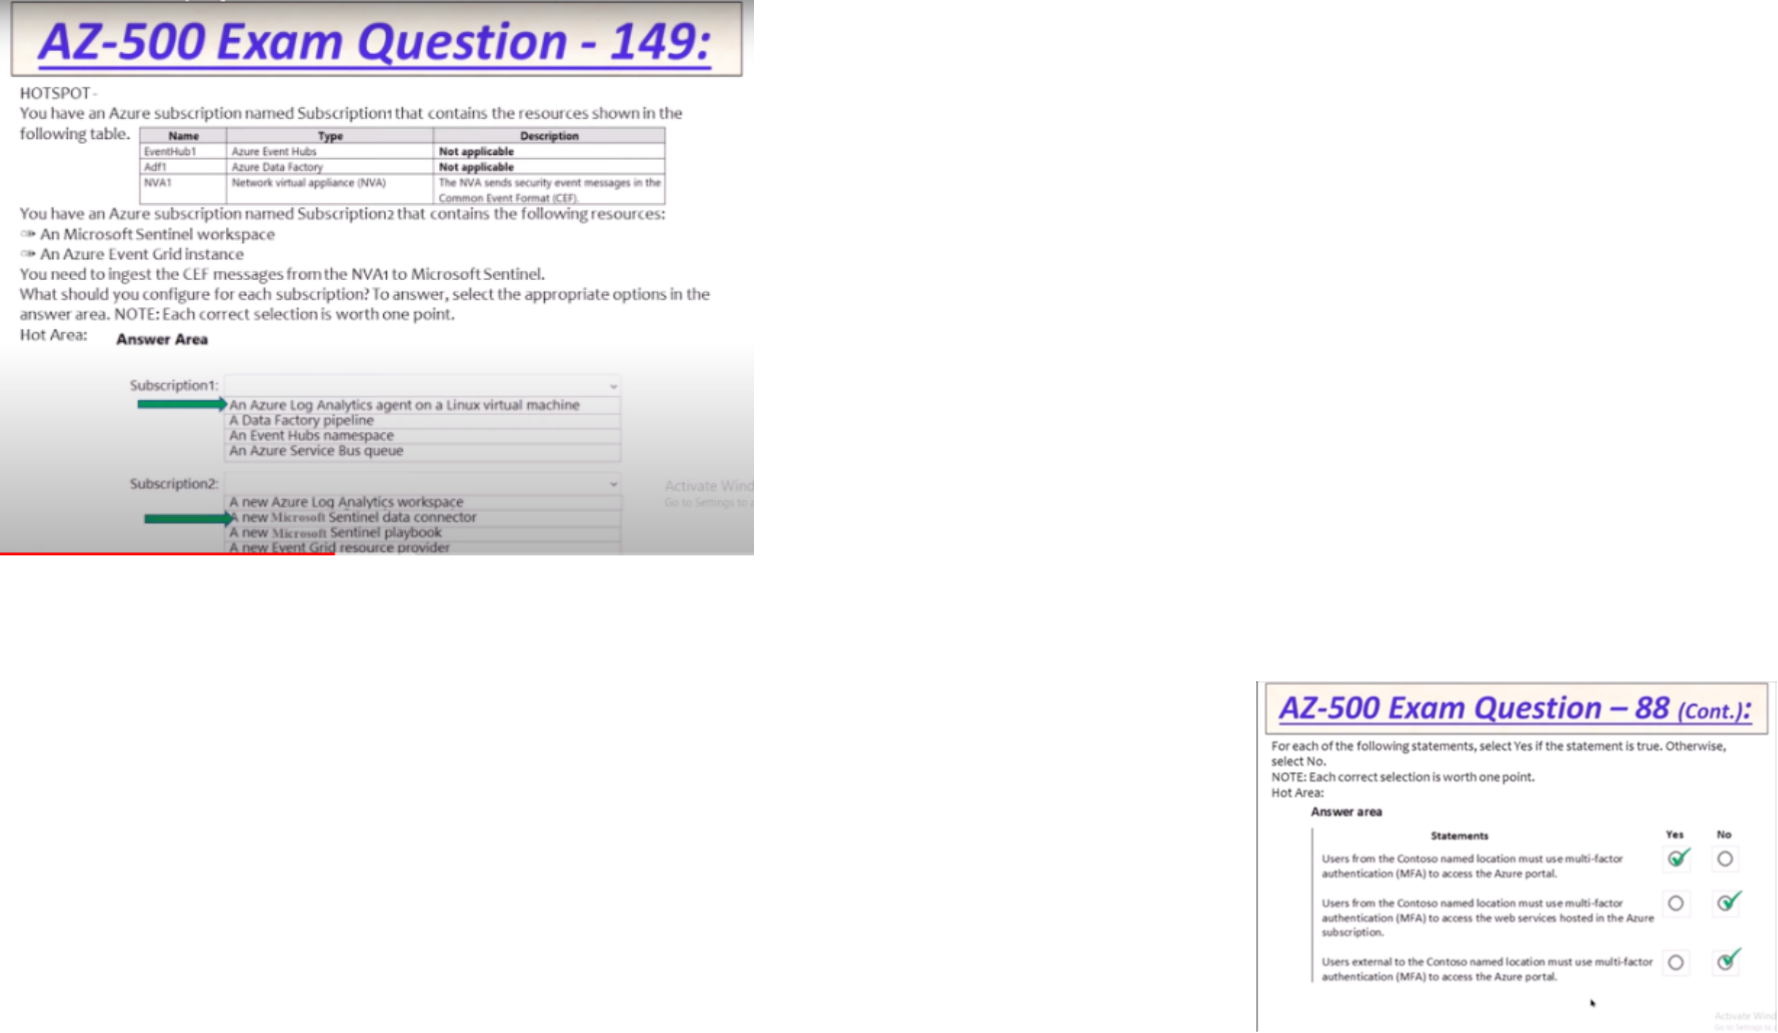 AZ-500 Exam Question - 149:
HOTSPOT -
You have an Azure subscription named Subscription1 that contains the resources shown in the
following table.
Name Type Description
EventHub1 Azure Event Hubs Not applicable
Adf1 Azure Data Factory Not applicable
NVA1 Network virtual appliance (NVA) The NVA sends security event messages in the
Common Event Format (CEF).
You have an Azure subscription named Subscription2 that contains the following resources:
An Microsoft Sentinel workspace
An Azure Event Grid instance
You need to ingest the CEF messages from the NVA1 to Microsoft Sentinel.
What should you configure for each subscription? To answer, select the appropriate options in the
answer area. NOTE: Each correct selection is worth one point.
Hot Area: Answer Area
Subscription1:
An Azure Log Analytics agent on a Linux virtual machine
A Data Factory pipeline
An Event Hubs namespace
An Azure Service Bus queue
Subscription2:
A new Azure Log Analytics workspace
A new Microsoft Sentinel data connector
A new Microsoft Sentinel playbook
A new Event Grid resource provider
Activate Wind
Go to Settings to a
AZ-500 Exam Question – 88 (Cont.):
For each of the following statements, select Yes if the statement is true. Otherwise,
select No.
NOTE: Each correct selection is worth one point.
Hot Area:
Answer area
Statements Yes No
Users from the Contoso named location must use multi-factor
authentication (MFA) to access the Azure portal.
Users from the Contoso named location must use multi-factor
authentication (MFA) to access the web services hosted in the Azure
subscription.
Users external to the Contoso named location must use multi-factor
authentication (MFA) to access the Azure portal.
Activate Wind
Go to Settings to